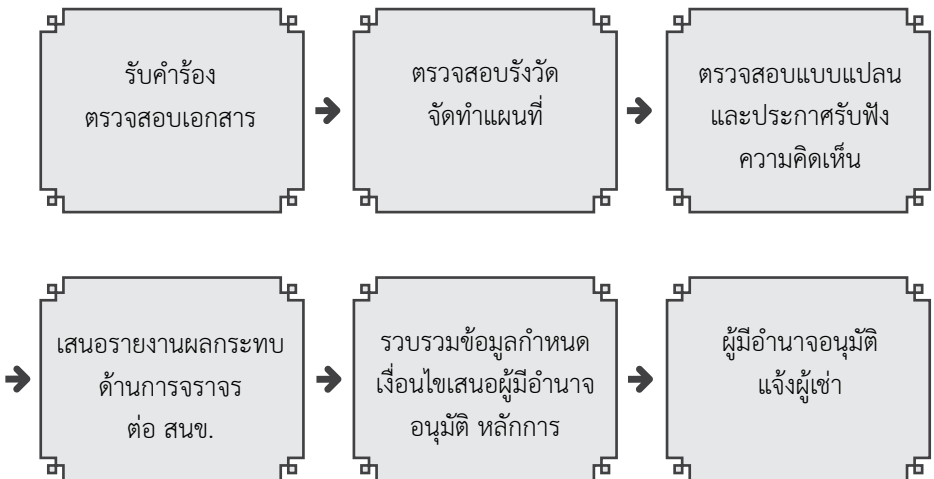 รับคำร้อง
ตรวจสอบเอกสาร
ตรวจสอบรังวัด
จัดทำแผนที่
ตรวจสอบแบบแปลน
และประกาศรับฟัง
ความคิดเห็น
เสนอรายงานผลกระทบ
ด้านการจราจร
ต่อ สนข.
รวบรวมข้อมูลกำหนด
เงื่อนไขเสนอผู้มีอำนาจ
อนุมัติ หลักการ
ผู้มีอำนาจอนุมัติ
แจ้งผู้เช่า